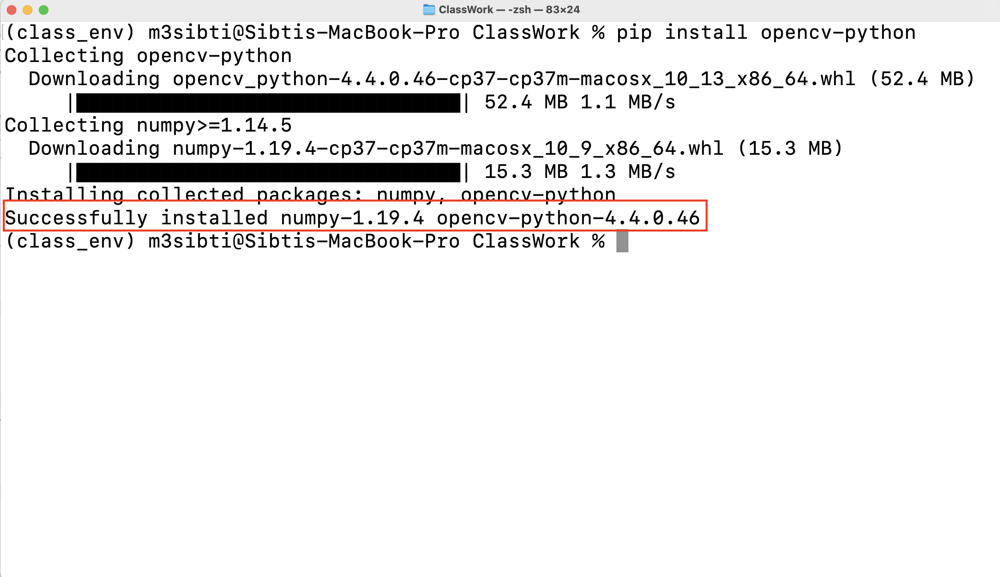 ClassWork — -zsh — 83×24
(class_env) m3sibti@Sibtis-MacBook-Pro ClassWork % pip install opencv-python
Collecting opencv-python
  Downloading opencv_python-4.4.0.46-cp37-cp37m-macosx_10_13_x86_64.whl (52.4 MB)
     |████████████████████████████████| 52.4 MB 1.1 MB/s
Collecting numpy>=1.14.5
  Downloading numpy-1.19.4-cp37-cp37m-macosx_10_9_x86_64.whl (15.3 MB)
     |████████████████████████████████| 15.3 MB 1.3 MB/s
Installing collected packages: numpy, opencv-python
Successfully installed numpy-1.19.4 opencv-python-4.4.0.46
(class_env) m3sibti@Sibtis-MacBook-Pro ClassWork %